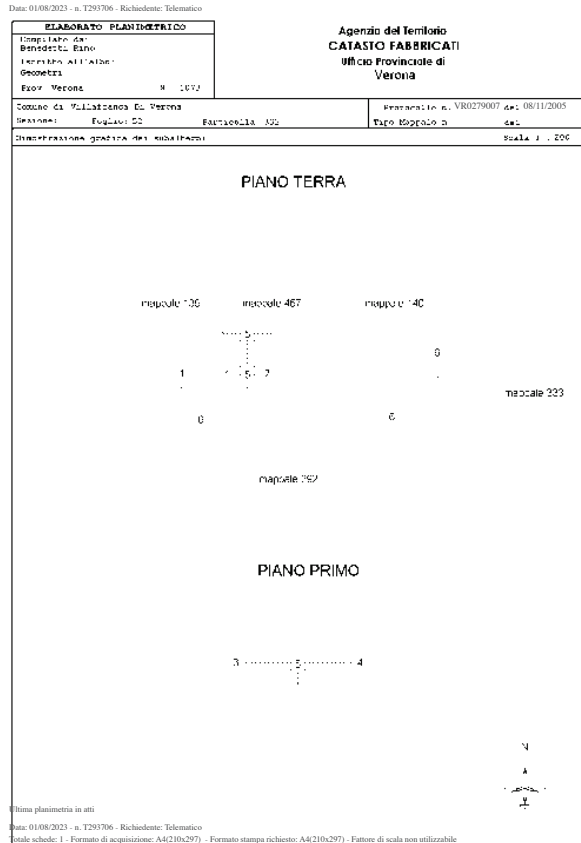 Data: 01/08/2023 - n. T293706 - Richiedente: Telematico
ELABORATO PLANIMETRICO
Compilato da:
Benedetti Rino
Iscritto all'albo:
Geometri
Prov. Verona N.
Agenzia del Territorio
CATASTO FABBRICATI
Ufficio Provinciale di
Verona
Comune di Villafranca Di Verona
Protocollo n. VR0279007 del 08/11/2005
Sezione: Foglio: 52 Particella:
Tipo Mappale n. del
Dimostrazione grafica dei subalterni
Scala 1 :
PIANO TERRA
mappale mappale 467 mappale 140
5
6
1 1 5 2
mappale 333
6 6
mappale 392
PIANO PRIMO
3 5 4
N
Ultima planimetria in atti
Data: 01/08/2023 - n. T293706 - Richiedente: Telematico
Totale schede: 1 - Formato di acquisizione: A4(210x297) - Formato stampa richiesto: A4(210x297) - Fattore di scala non utilizzabile